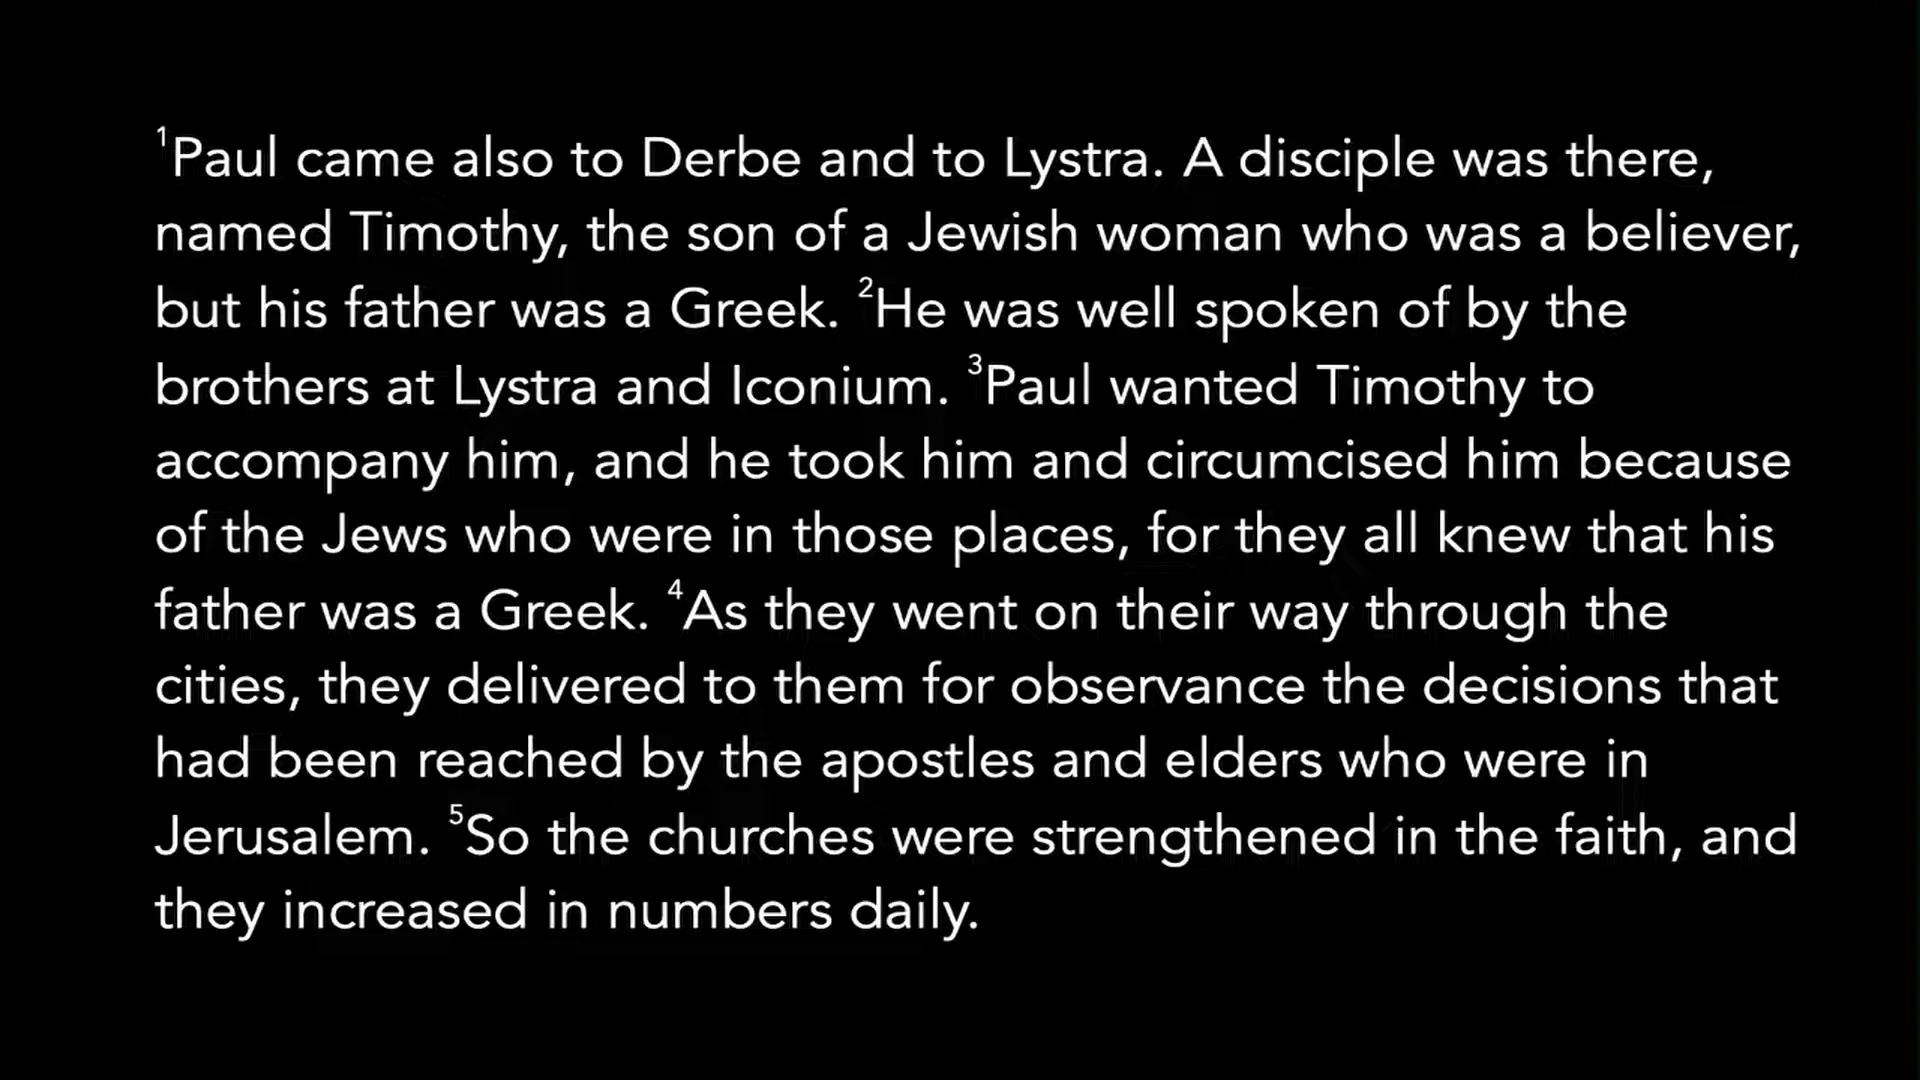 ¹Paul came also to Derbe and to Lystra. A disciple was there,
named Timothy, the son of a Jewish woman who was a believer,
but his father was a Greek. ²He was well spoken of by the
brothers at Lystra and Iconium. ³Paul wanted Timothy to
accompany him, and he took him and circumcised him because
of the Jews who were in those places, for they all knew that his
father was a Greek. ⁴As they went on their way through the
cities, they delivered to them for observance the decisions that
had been reached by the apostles and elders who were in
Jerusalem. ⁵So the churches were strengthened in the faith, and
they increased in numbers daily.